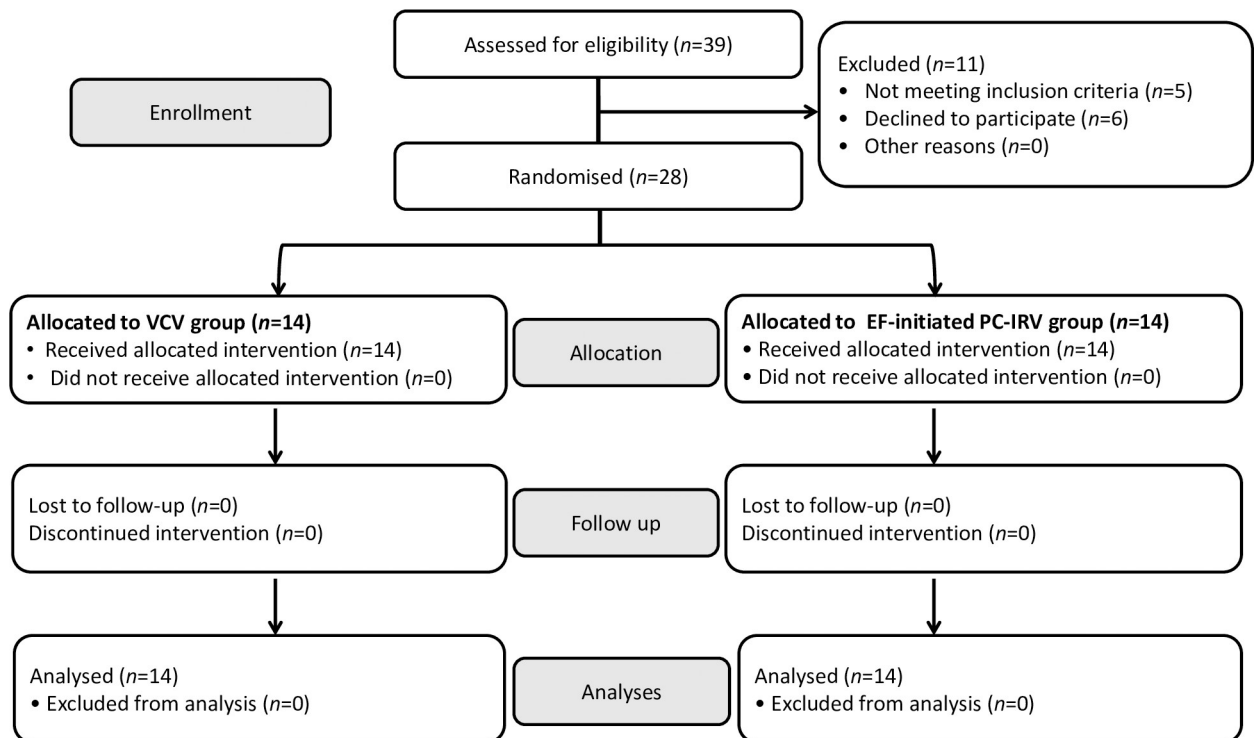 Assessed for eligibility (n=39)
Enrollment
Excluded (n=11)
• Not meeting inclusion criteria (n=5)
• Declined to participate (n=6)
• Other reasons (n=0)
Randomised (n=28)
Allocated to VCV group (n=14)
• Received allocated intervention (n=14)
• Did not receive allocated intervention (n=0)
Allocation
Allocated to EF-initiated PC-IRV group (n=14)
• Received allocated intervention (n=14)
• Did not receive allocated intervention (n=0)
Lost to follow-up (n=0)
Discontinued intervention (n=0)
Follow up
Lost to follow-up (n=0)
Discontinued intervention (n=0)
Analysed (n=14)
• Excluded from analysis (n=0)
Analyses
Analysed (n=14)
• Excluded from analysis (n=0)